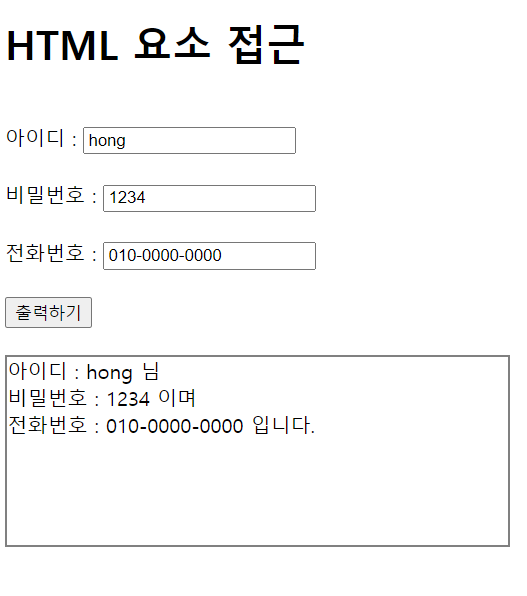 HTML 요소 접근
아이디 : hong
비밀번호 : 1234
전화번호 : 010-0000-0000
출력하기
아이디 : hong 님
비밀번호 : 1234 이며
전화번호 : 010-0000-0000 입니다.